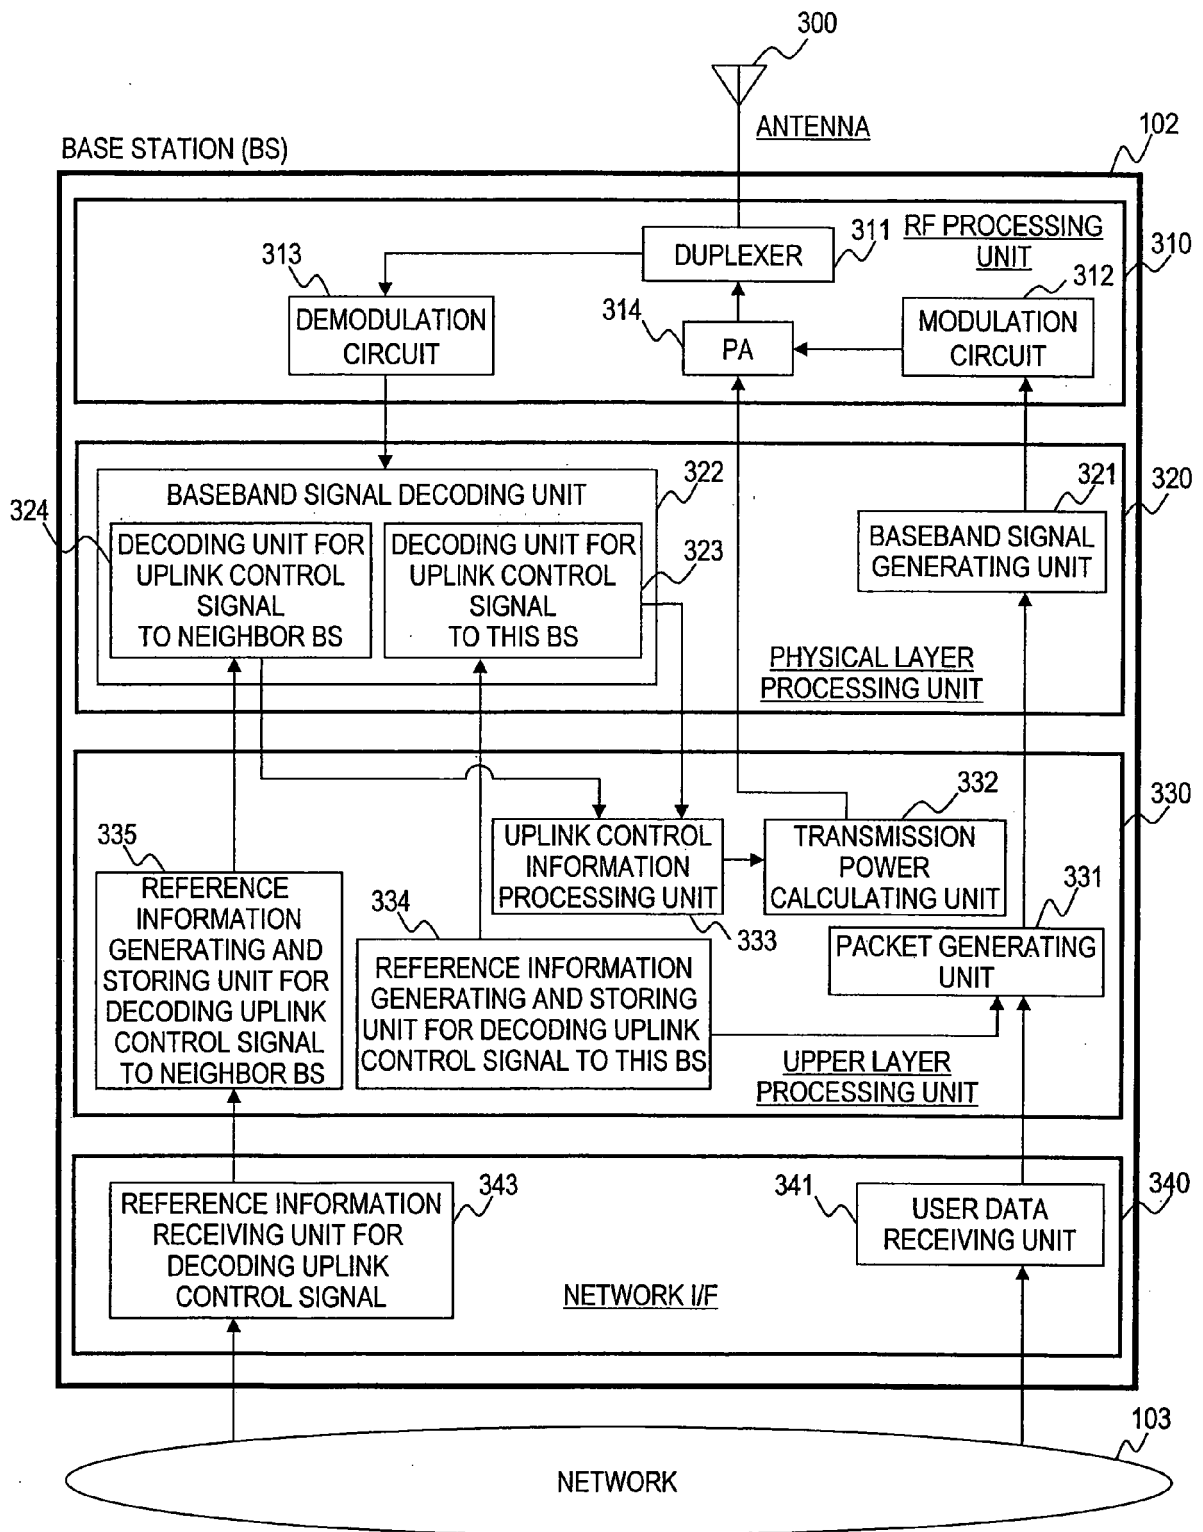 300
ANTENNA
102
BASE STATION (BS)
311
RF PROCESSING
UNIT
310
313
DUPLEXER
312
314
DEMODULATION
CIRCUIT
PA
MODULATION
CIRCUIT
322
320
321
324
BASEBAND SIGNAL DECODING UNIT
323
DECODING UNIT FOR
UPLINK CONTROL
SIGNAL
TO NEIGHBOR BS
DECODING UNIT FOR
UPLINK CONTROL
SIGNAL
TO THIS BS
BASEBAND SIGNAL
GENERATING UNIT
PHYSICAL LAYER
PROCESSING UNIT
332
330
335
UPLINK CONTROL
INFORMATION
PROCESSING UNIT
TRANSMISSION
POWER
CALCULATING UNIT
331
334
333
REFERENCE
INFORMATION
GENERATING AND
STORING UNIT FOR
DECODING UPLINK
CONTROL SIGNAL
TO NEIGHBOR BS
REFERENCE INFORMATION
GENERATING AND STORING
UNIT FOR DECODING UPLINK
CONTROL SIGNAL TO THIS BS
PACKET GENERATING
UNIT
UPPER LAYER
PROCESSING UNIT
343
341
340
REFERENCE INFORMATION
RECEIVING UNIT FOR
DECODING UPLINK
CONTROL SIGNAL
USER DATA
RECEIVING UNIT
NETWORK I/F
103
NETWORK